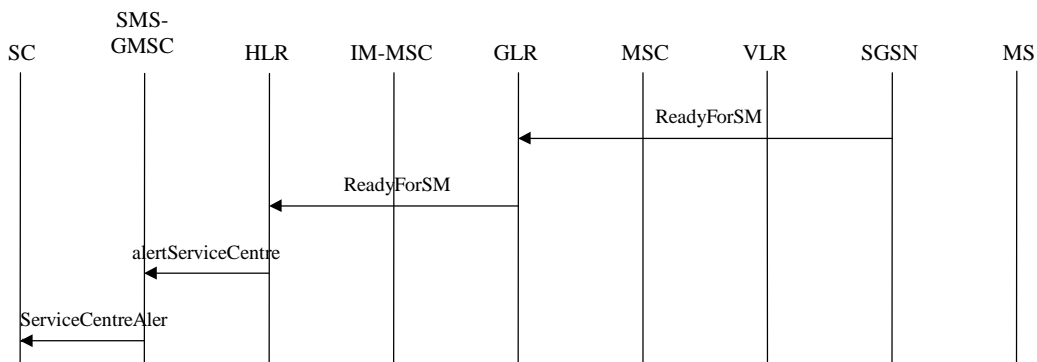 SMS-
GMSC
SC HLR IM-MSC GLR MSC VLR SGSN MS
ReadyForSM
ReadyForSM
alertServiceCentre
ServiceCentreAler